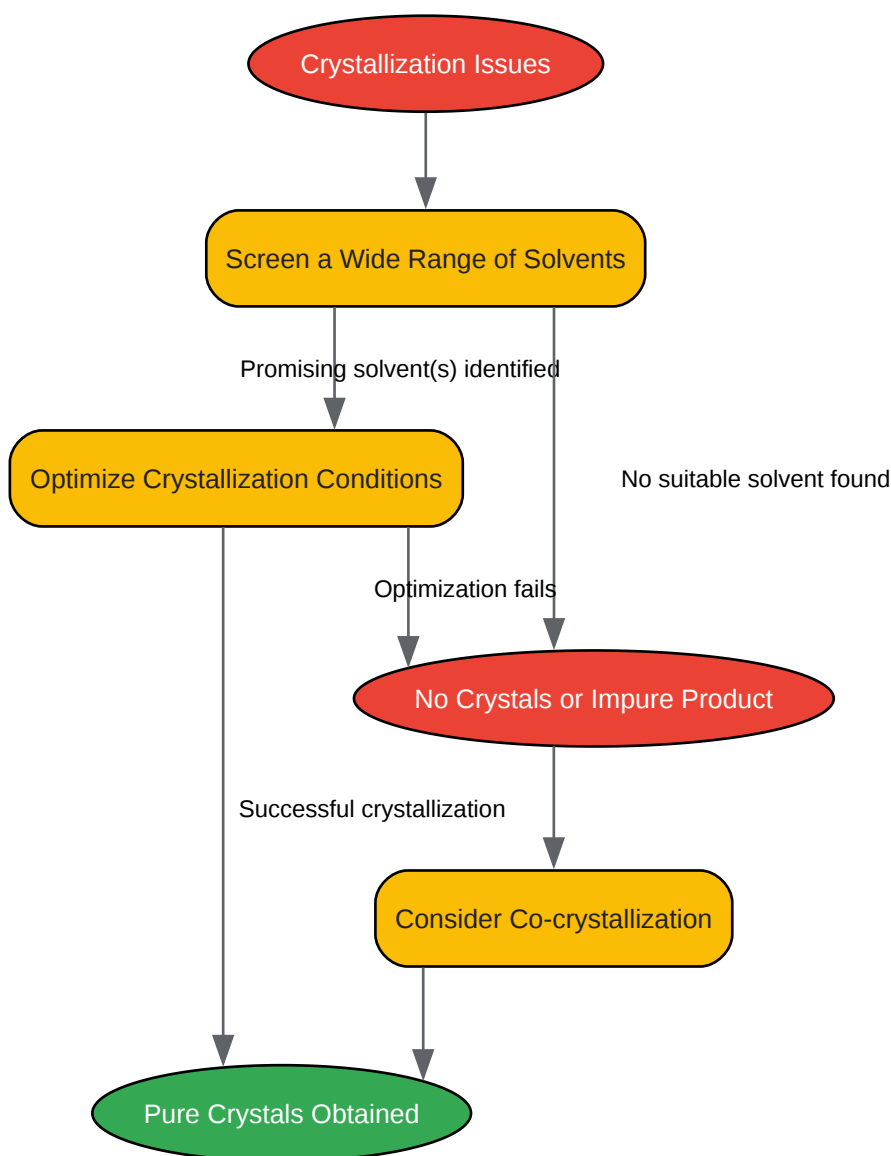 Crystallization Issues
Screen a Wide Range of Solvents
Promising solvent(s) identified
Optimize Crystallization Conditions
No suitable solvent found
Optimization fails
No Crystals or Impure Product
Successful crystallization
Consider Co-crystallization
Pure Crystals Obtained